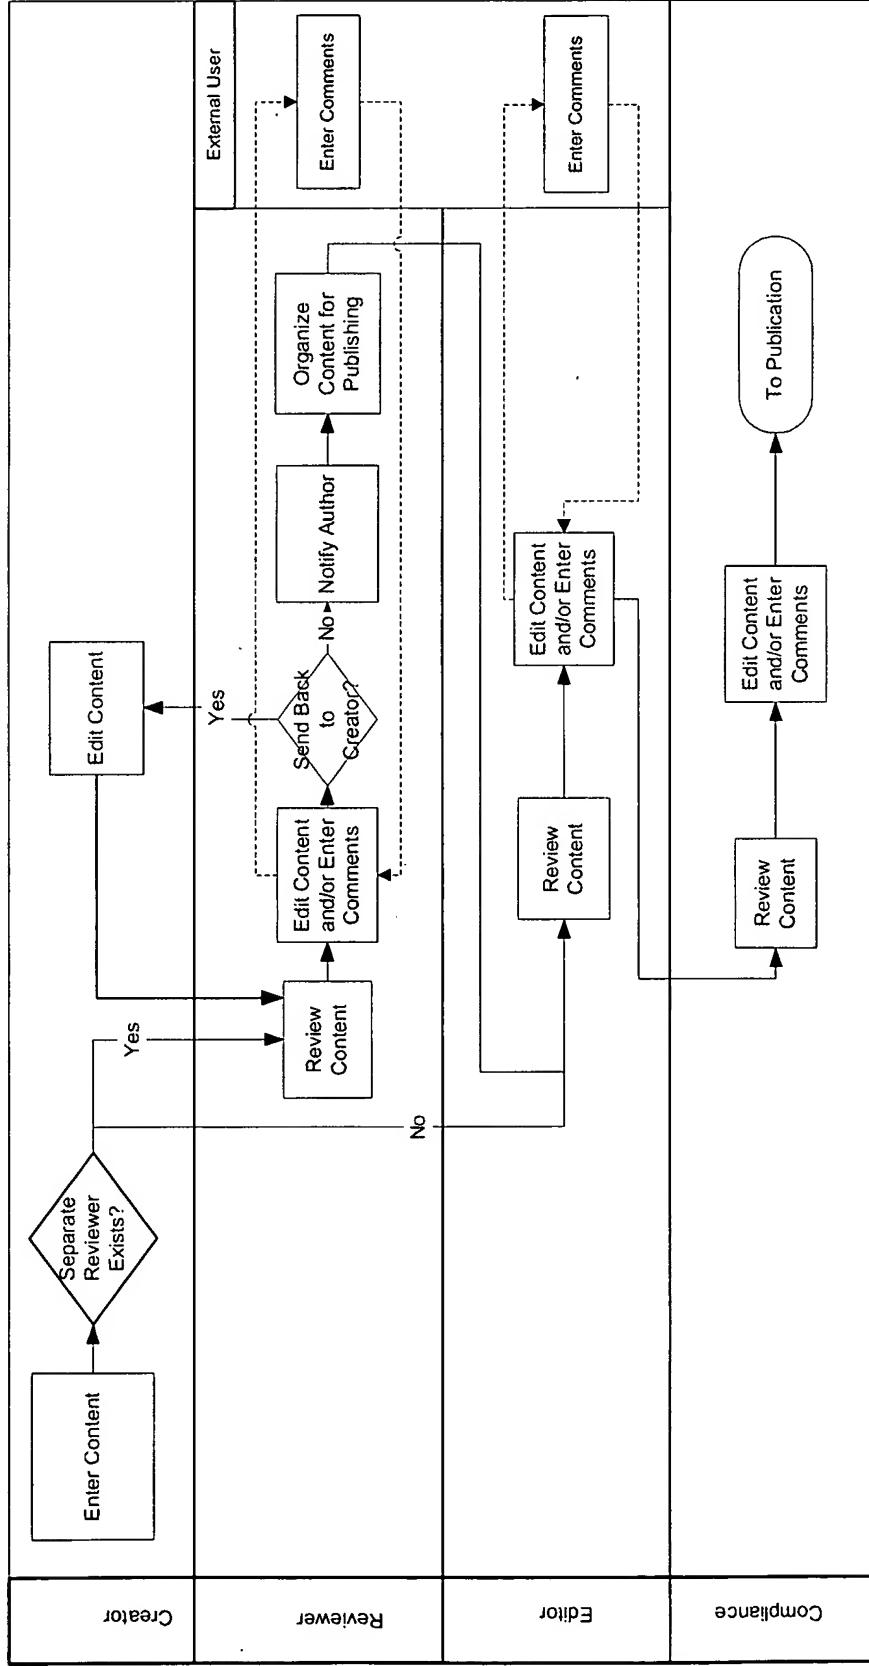 Creator
Enter Content
Separate
Reviewer
Exists?
Yes
No
Edit Content
Yes
Reviewer
Review
Content
Edit Content
and/or Enter
Comments
Send Back
to
Creator?
No
Notify Author
Organize
Content for
Publishing
External User
Enter Comments
Editor
Review
Content
Edit Content
and/or Enter
Comments
Enter Comments
Compliance
Review
Content
Edit Content
and/or Enter
Comments
To Publication